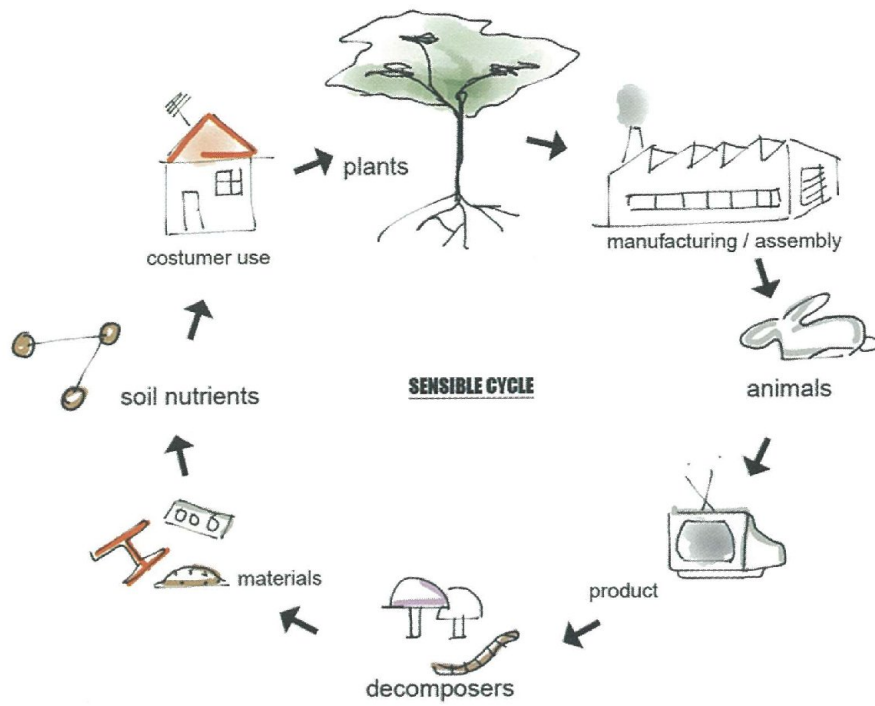 plants
manufacturing / assembly
animals
product
decomposers
materials
soil nutrients
costumer use
SENSIBLE CYCLE